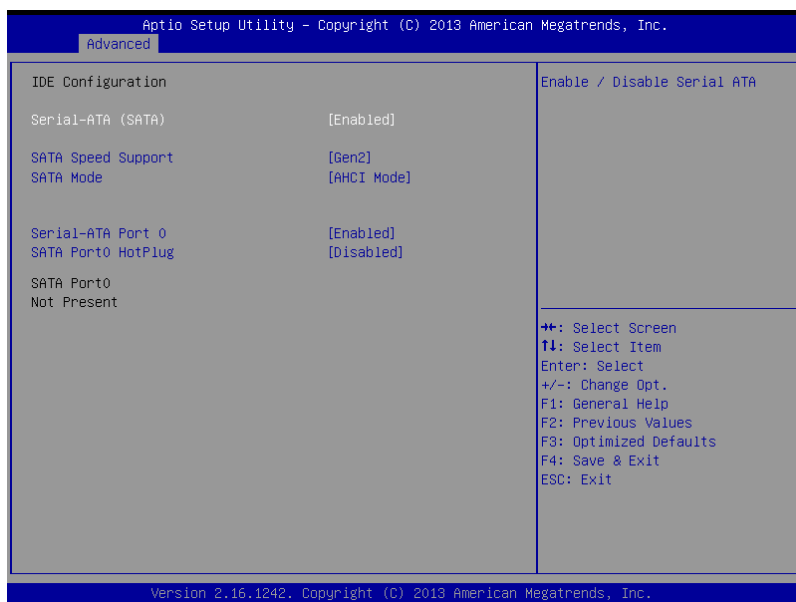 Aptio Setup Utility – Copyright (C) 2013 American Megatrends, Inc.
Advanced
IDE Configuration
Serial-ATA (SATA) [Enabled]
SATA Speed Support [Gen2]
SATA Mode [AHCI Mode]
Serial-ATA Port 0 [Enabled]
SATA Port0 HotPlug [Disabled]
SATA Port0
Not Present
Enable / Disable Serial ATA
→←: Select Screen
↑↓: Select Item
Enter: Select
+/-: Change Opt.
F1: General Help
F2: Previous Values
F3: Optimized Defaults
F4: Save & Exit
ESC: Exit
Version 2.16.1242. Copyright (C) 2013 American Megatrends, Inc.